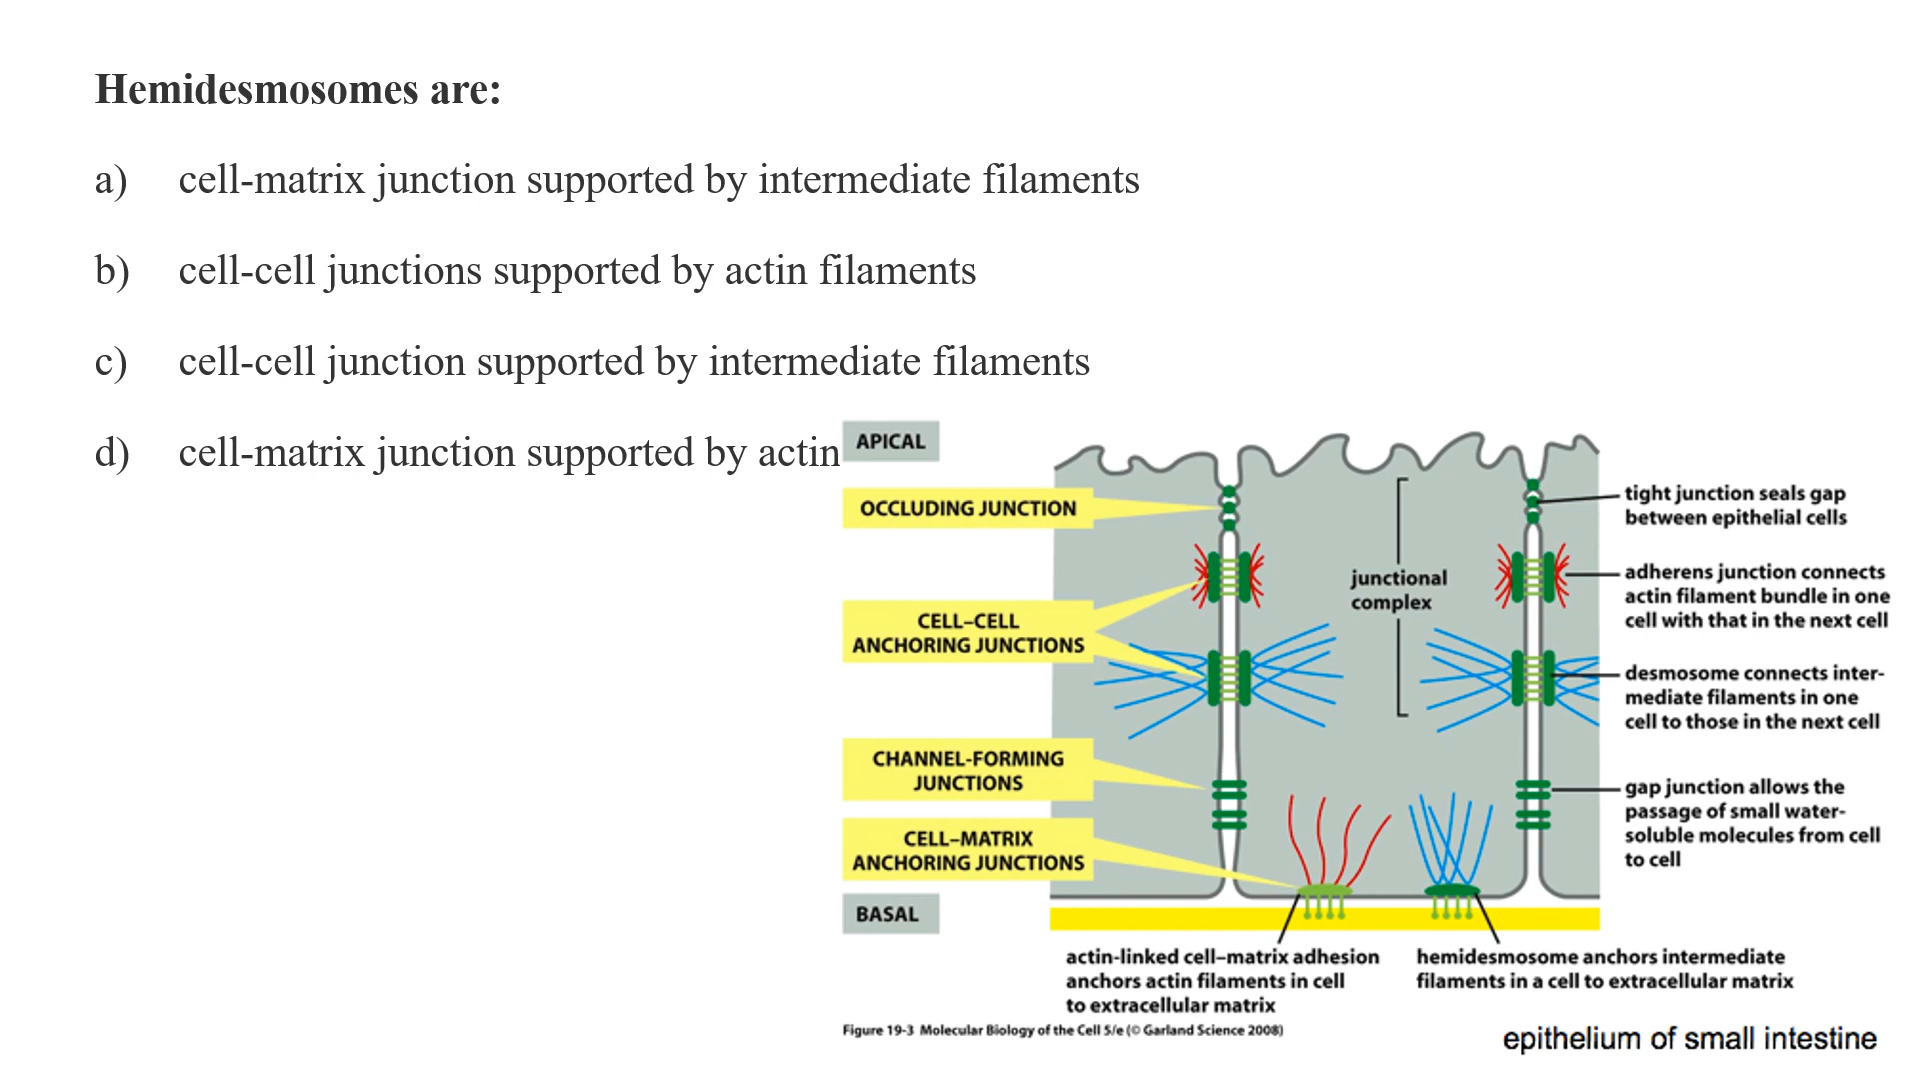 Hemidesmosomes are:
a) cell-matrix junction supported by intermediate filaments
b) cell-cell junctions supported by actin filaments
c) cell-cell junction supported by intermediate filaments
d) cell-matrix junction supported by actin
APICAL
OCCLUDING JUNCTION
CELL–CELL
ANCHORING JUNCTIONS
CHANNEL-FORMING
JUNCTIONS
CELL–MATRIX
ANCHORING JUNCTIONS
BASAL
junctional
complex
tight junction seals gap
between epithelial cells
adherens junction connects
actin filament bundle in one
cell with that in the next cell
desmosome connects inter-
mediate filaments in one
cell to those in the next cell
gap junction allows the
passage of small water-
soluble molecules from cell
to cell
actin-linked cell–matrix adhesion
anchors actin filaments in cell
to extracellular matrix
hemidesmosome anchors intermediate
filaments in a cell to extracellular matrix
Figure 19-3 Molecular Biology of the Cell 5/e (© Garland Science 2008)
epithelium of small intestine